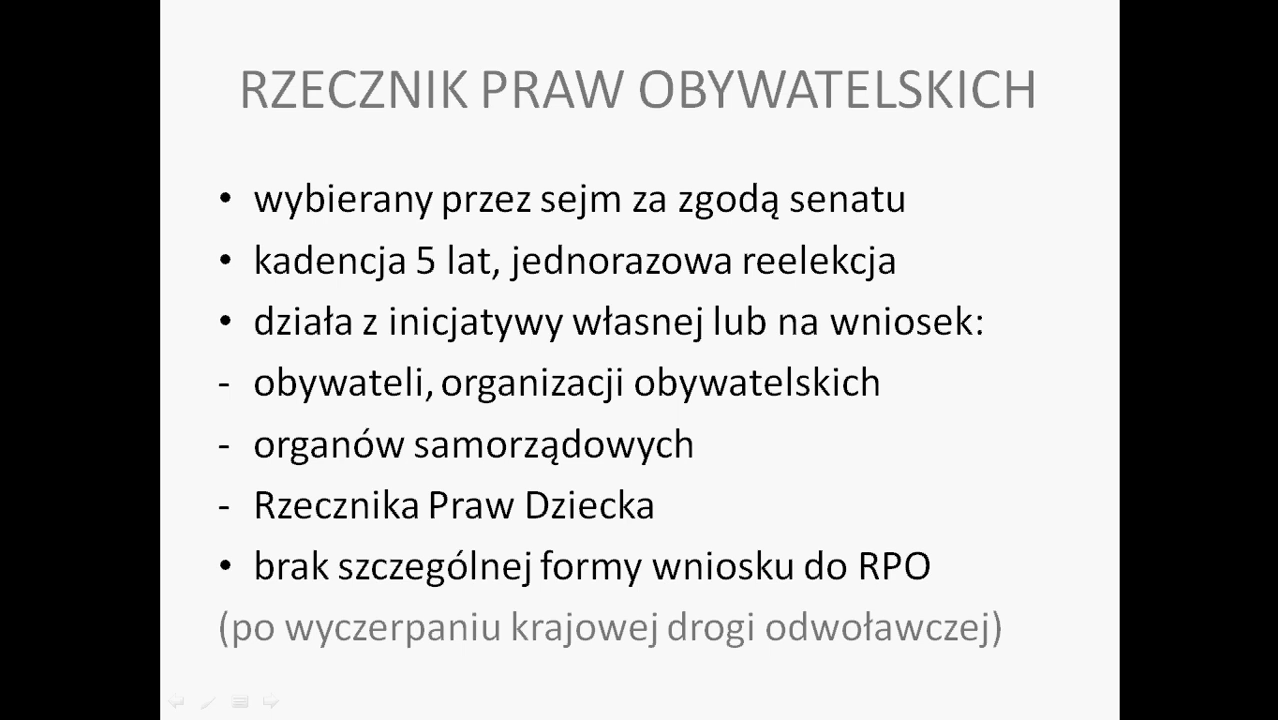 RZECZNIK PRAW OBYWATELSKICH
• wybierany przez sejm za zgodą senatu
• kadencja 5 lat, jednorazowa reelekcja
• działa z inicjatywy własnej lub na wniosek:
- obywateli, organizacji obywatelskich
- organów samorządowych
- Rzecznika Praw Dziecka
• brak szczególnej formy wniosku do RPO
(po wyczerpaniu krajowej drogi odwoławczej)